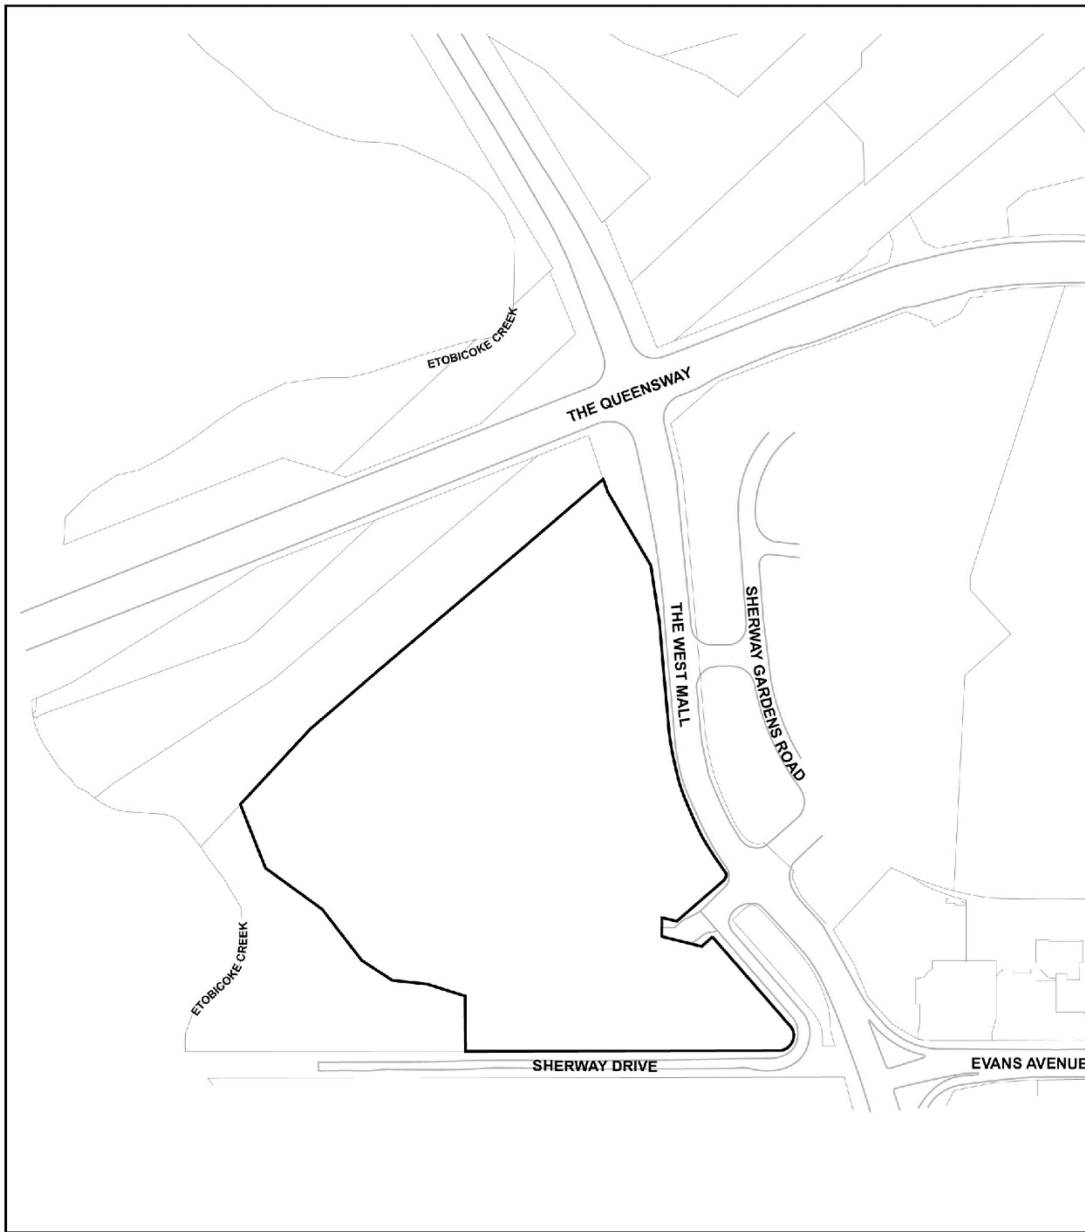 ETOBICOKE CREEK
THE QUEENSWAY
THE WEST MALL
SHERWAY GARDENS ROAD
ETOBICOKE CREEK
SHERWAY DRIVE
EVANS AVENUE